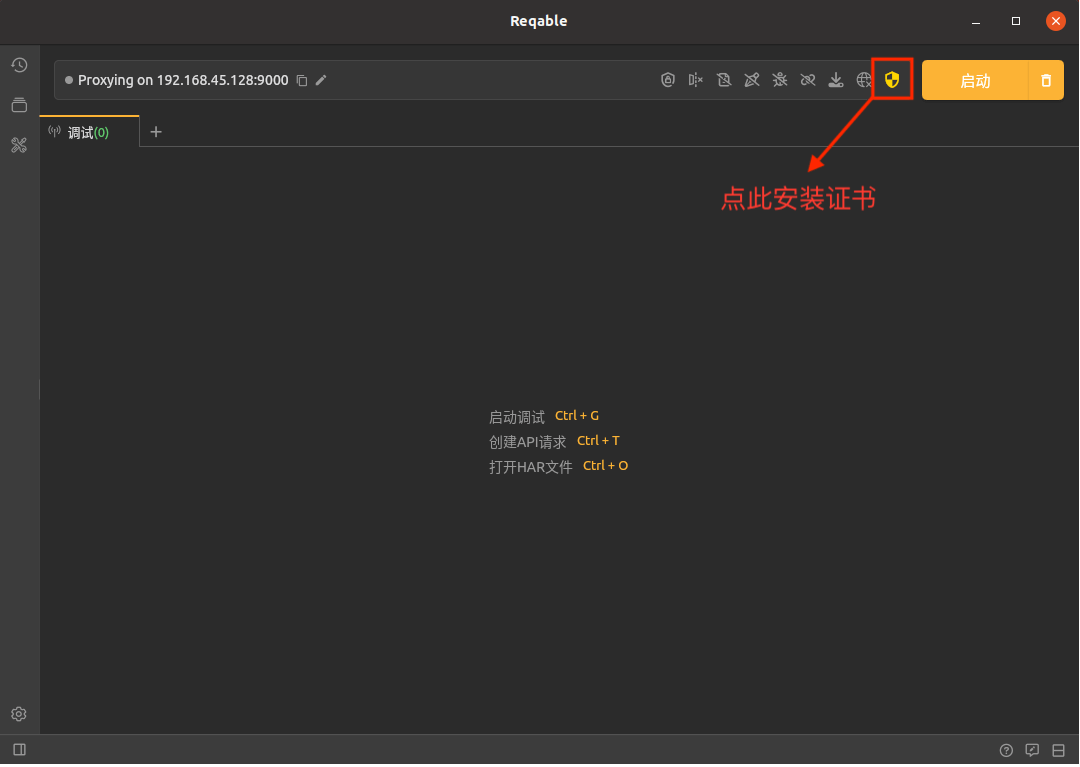 Reqable
Proxying on 192.168.45.128:9000
启动
调试(0)
点此安装证书
启动调试 Ctrl + G
创建API请求 Ctrl + T
打开HAR文件 Ctrl + O